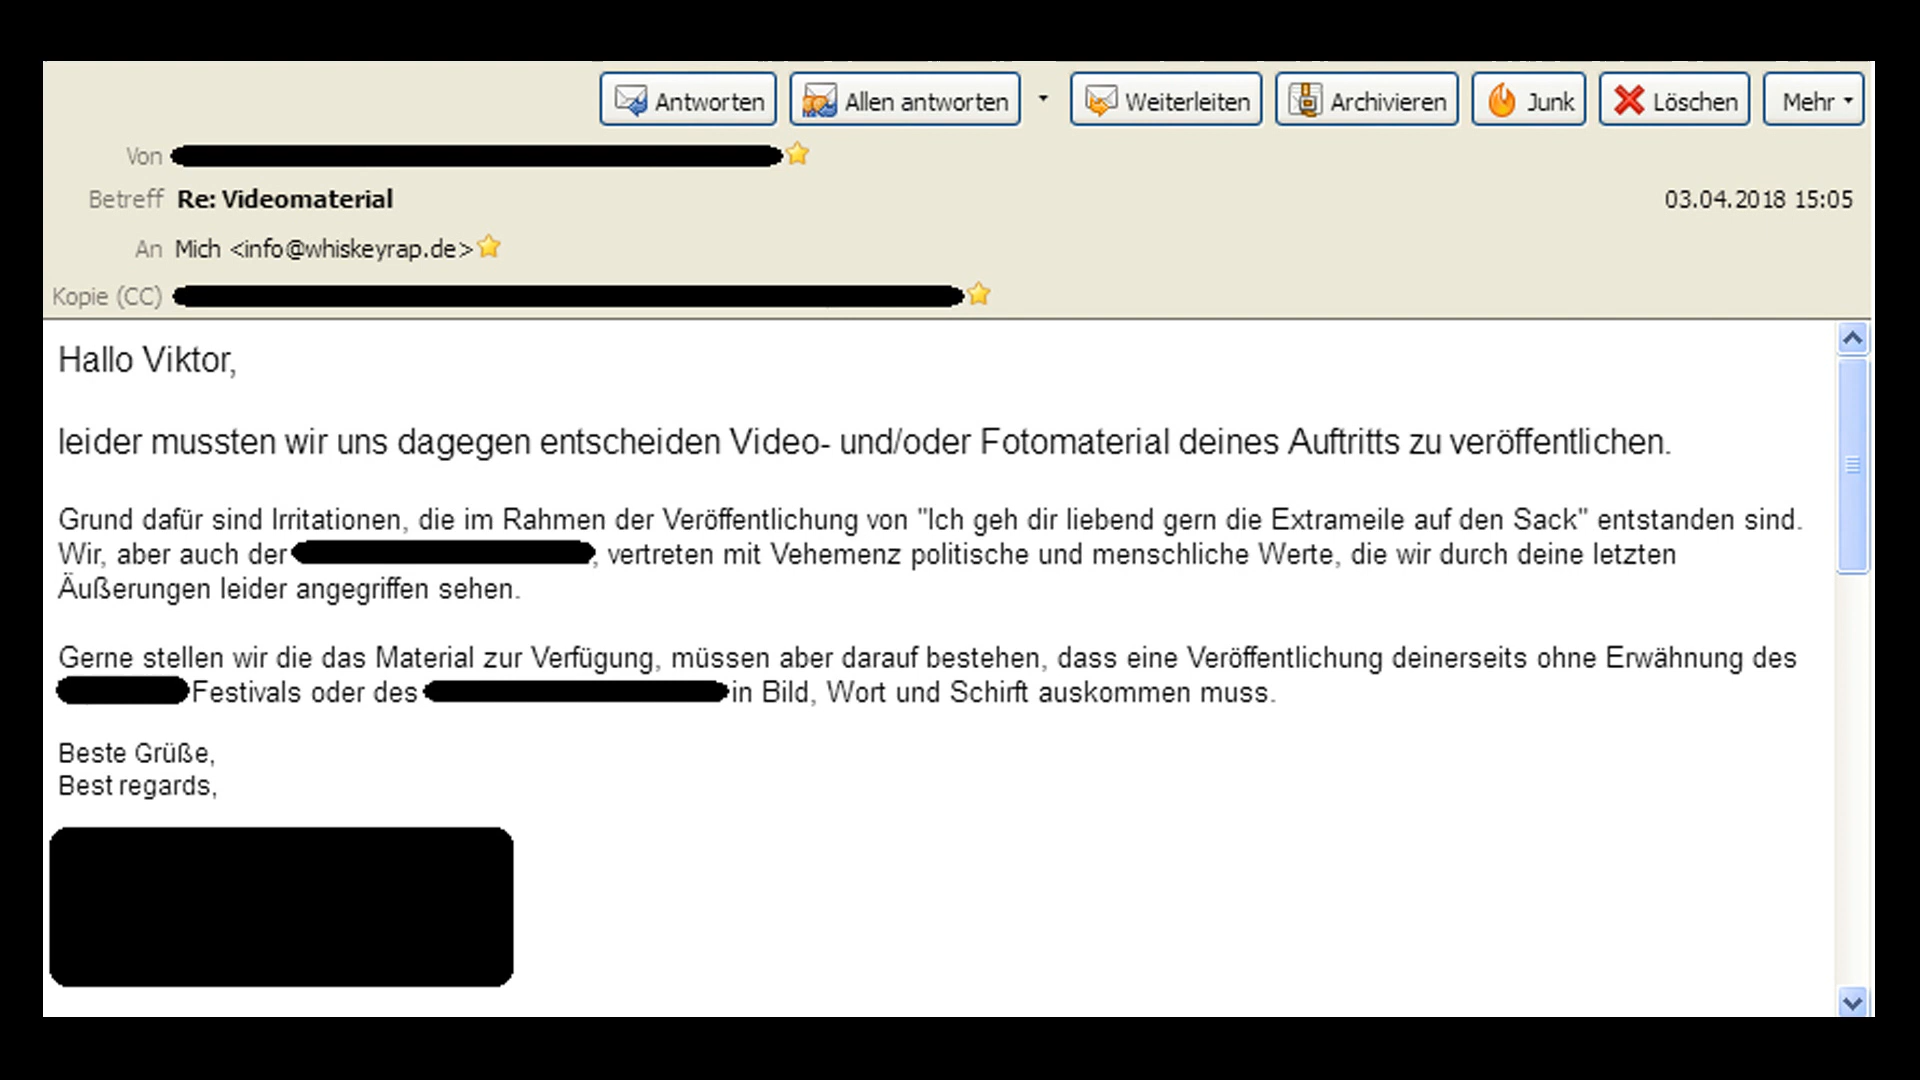 Antworten Allen antworten Weiterleiten Archivieren Junk Löschen Mehr
Von
Betreff Re: Videomaterial 03.04.2018 15:05
An Mich <info@whiskeyrap.de>
Kopie (CC)
Hallo Viktor,
leider mussten wir uns dagegen entscheiden Video- und/oder Fotomaterial deines Auftritts zu veröffentlichen.
Grund dafür sind Irritationen, die im Rahmen der Veröffentlichung von "Ich geh dir liebend gern die Extrameile auf den Sack" entstanden sind.
Wir, aber auch der , vertreten mit Vehemenz politische und menschliche Werte, die wir durch deine letzten
Äußerungen leider angegriffen sehen.
Gerne stellen wir die das Material zur Verfügung, müssen aber darauf bestehen, dass eine Veröffentlichung deinerseits ohne Erwähnung des
Festivals oder des in Bild, Wort und Schirft auskommen muss.
Beste Grüße,
Best regards,